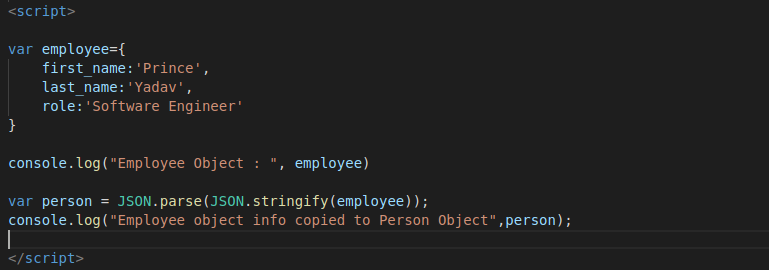 <script>
var employee={
first_name:'Prince',
last_name:'Yadav',
role:'Software Engineer'
}
console.log("Employee Object : ", employee)
var person = JSON.parse(JSON.stringify(employee));
console.log("Employee object info copied to Person Object",person);
</script>